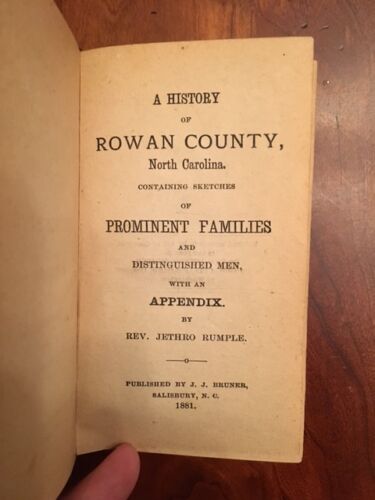 A HISTORY
OF
ROWAN COUNTY,
North Carolina.
CONTAINING SKETCHES
OF
PROMINENT FAMILIES
AND
DISTINGUISHED MEN,
WITH AN
APPENDIX.
BY
REV. JETHRO RUMPLE.
PUBLISHED BY J. J. BRUNER,
SALISBURY, N. C.
1881.